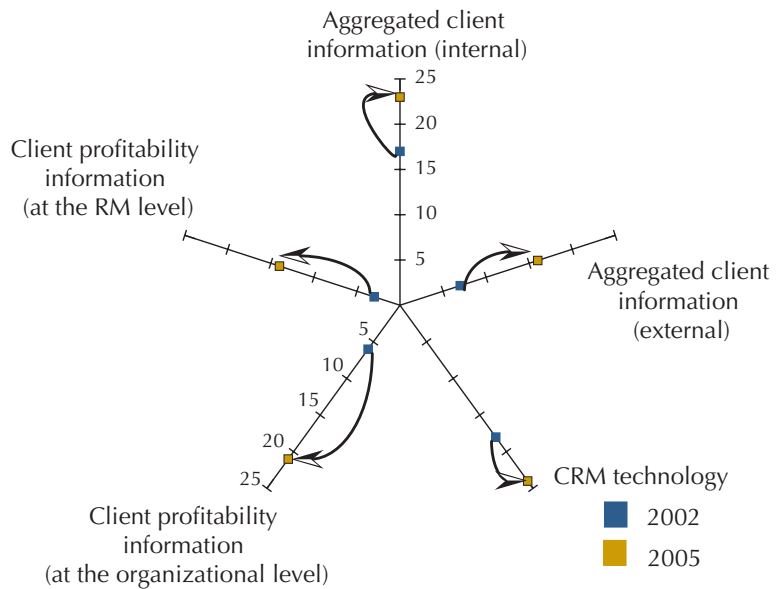 Aggregated client
information (internal)
25
20
15
10
5
Client profitability
information
(at the RM level)
Aggregated client
information
(external)
5
10
15
20
25
CRM technology
2002
2005
Client profitability
information
(at the organizational level)